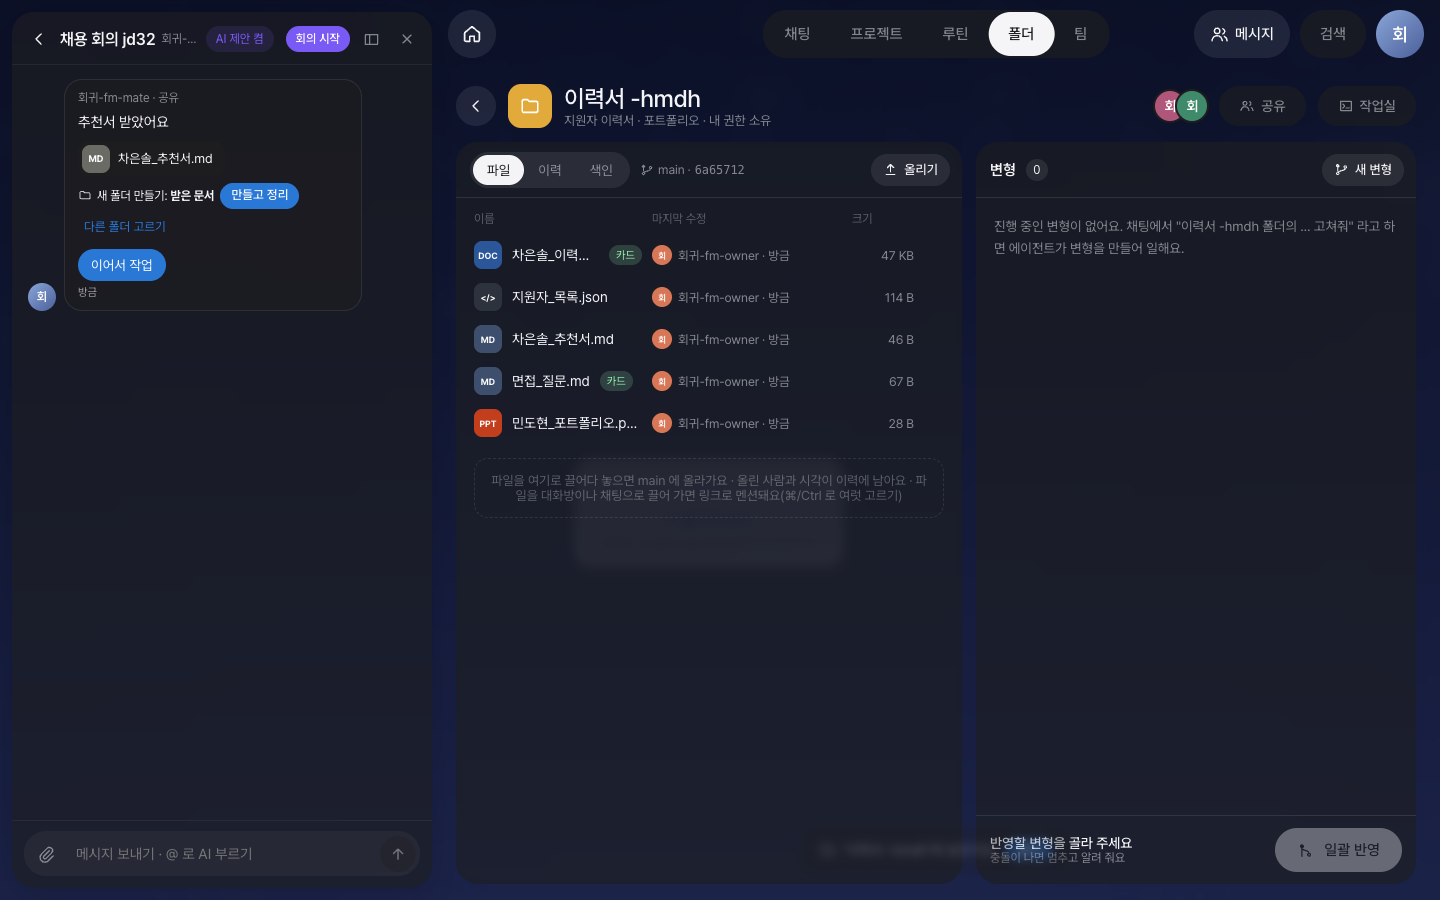 채용 회의 jd32 회귀-... AI 제안 켬 회의 시작
회귀-fm-mate · 공유
추천서 받았어요
MD 차은솔_추천서.md
새 폴더 만들기: 받은 문서 만들고 정리
다른 폴더 고르기
이어서 작업
회 방금
메시지 보내기 · @ 로 AI 부르기
채팅 프로젝트 루틴 폴더 팀
메시지 검색 회
이력서 -hmdh
지원자 이력서 · 포트폴리오 · 내 권한 소유
회 회 공유 작업실
파일 이력 색인 main · 6a65712 올리기
이름 마지막 수정 크기
DOC 차은솔_이력... 카드 회 회귀-fm-owner · 방금 47 KB
</> 지원자_목록.json 회 회귀-fm-owner · 방금 114 B
MD 차은솔_추천서.md 회 회귀-fm-owner · 방금 46 B
MD 면접_질문.md 카드 회 회귀-fm-owner · 방금 67 B
PPT 민도현_포트폴리오.p... 회 회귀-fm-owner · 방금 28 B
파일을 여기로 끌어다 놓으면 main 에 올라가요 · 올린 사람과 시각이 이력에 남아요 · 파
일을 대화방이나 채팅으로 끌어 가면 링크로 멘션돼요(⌘/Ctrl 로 여럿 고르기)
변형 0 새 변형
진행 중인 변형이 없어요. 채팅에서 "이력서 -hmdh 폴더의 ... 고쳐줘" 라고 하
면 에이전트가 변형을 만들어 일해요.
반영할 변형을 골라 주세요
충돌이 나면 멈추고 알려 줘요
일괄 반영